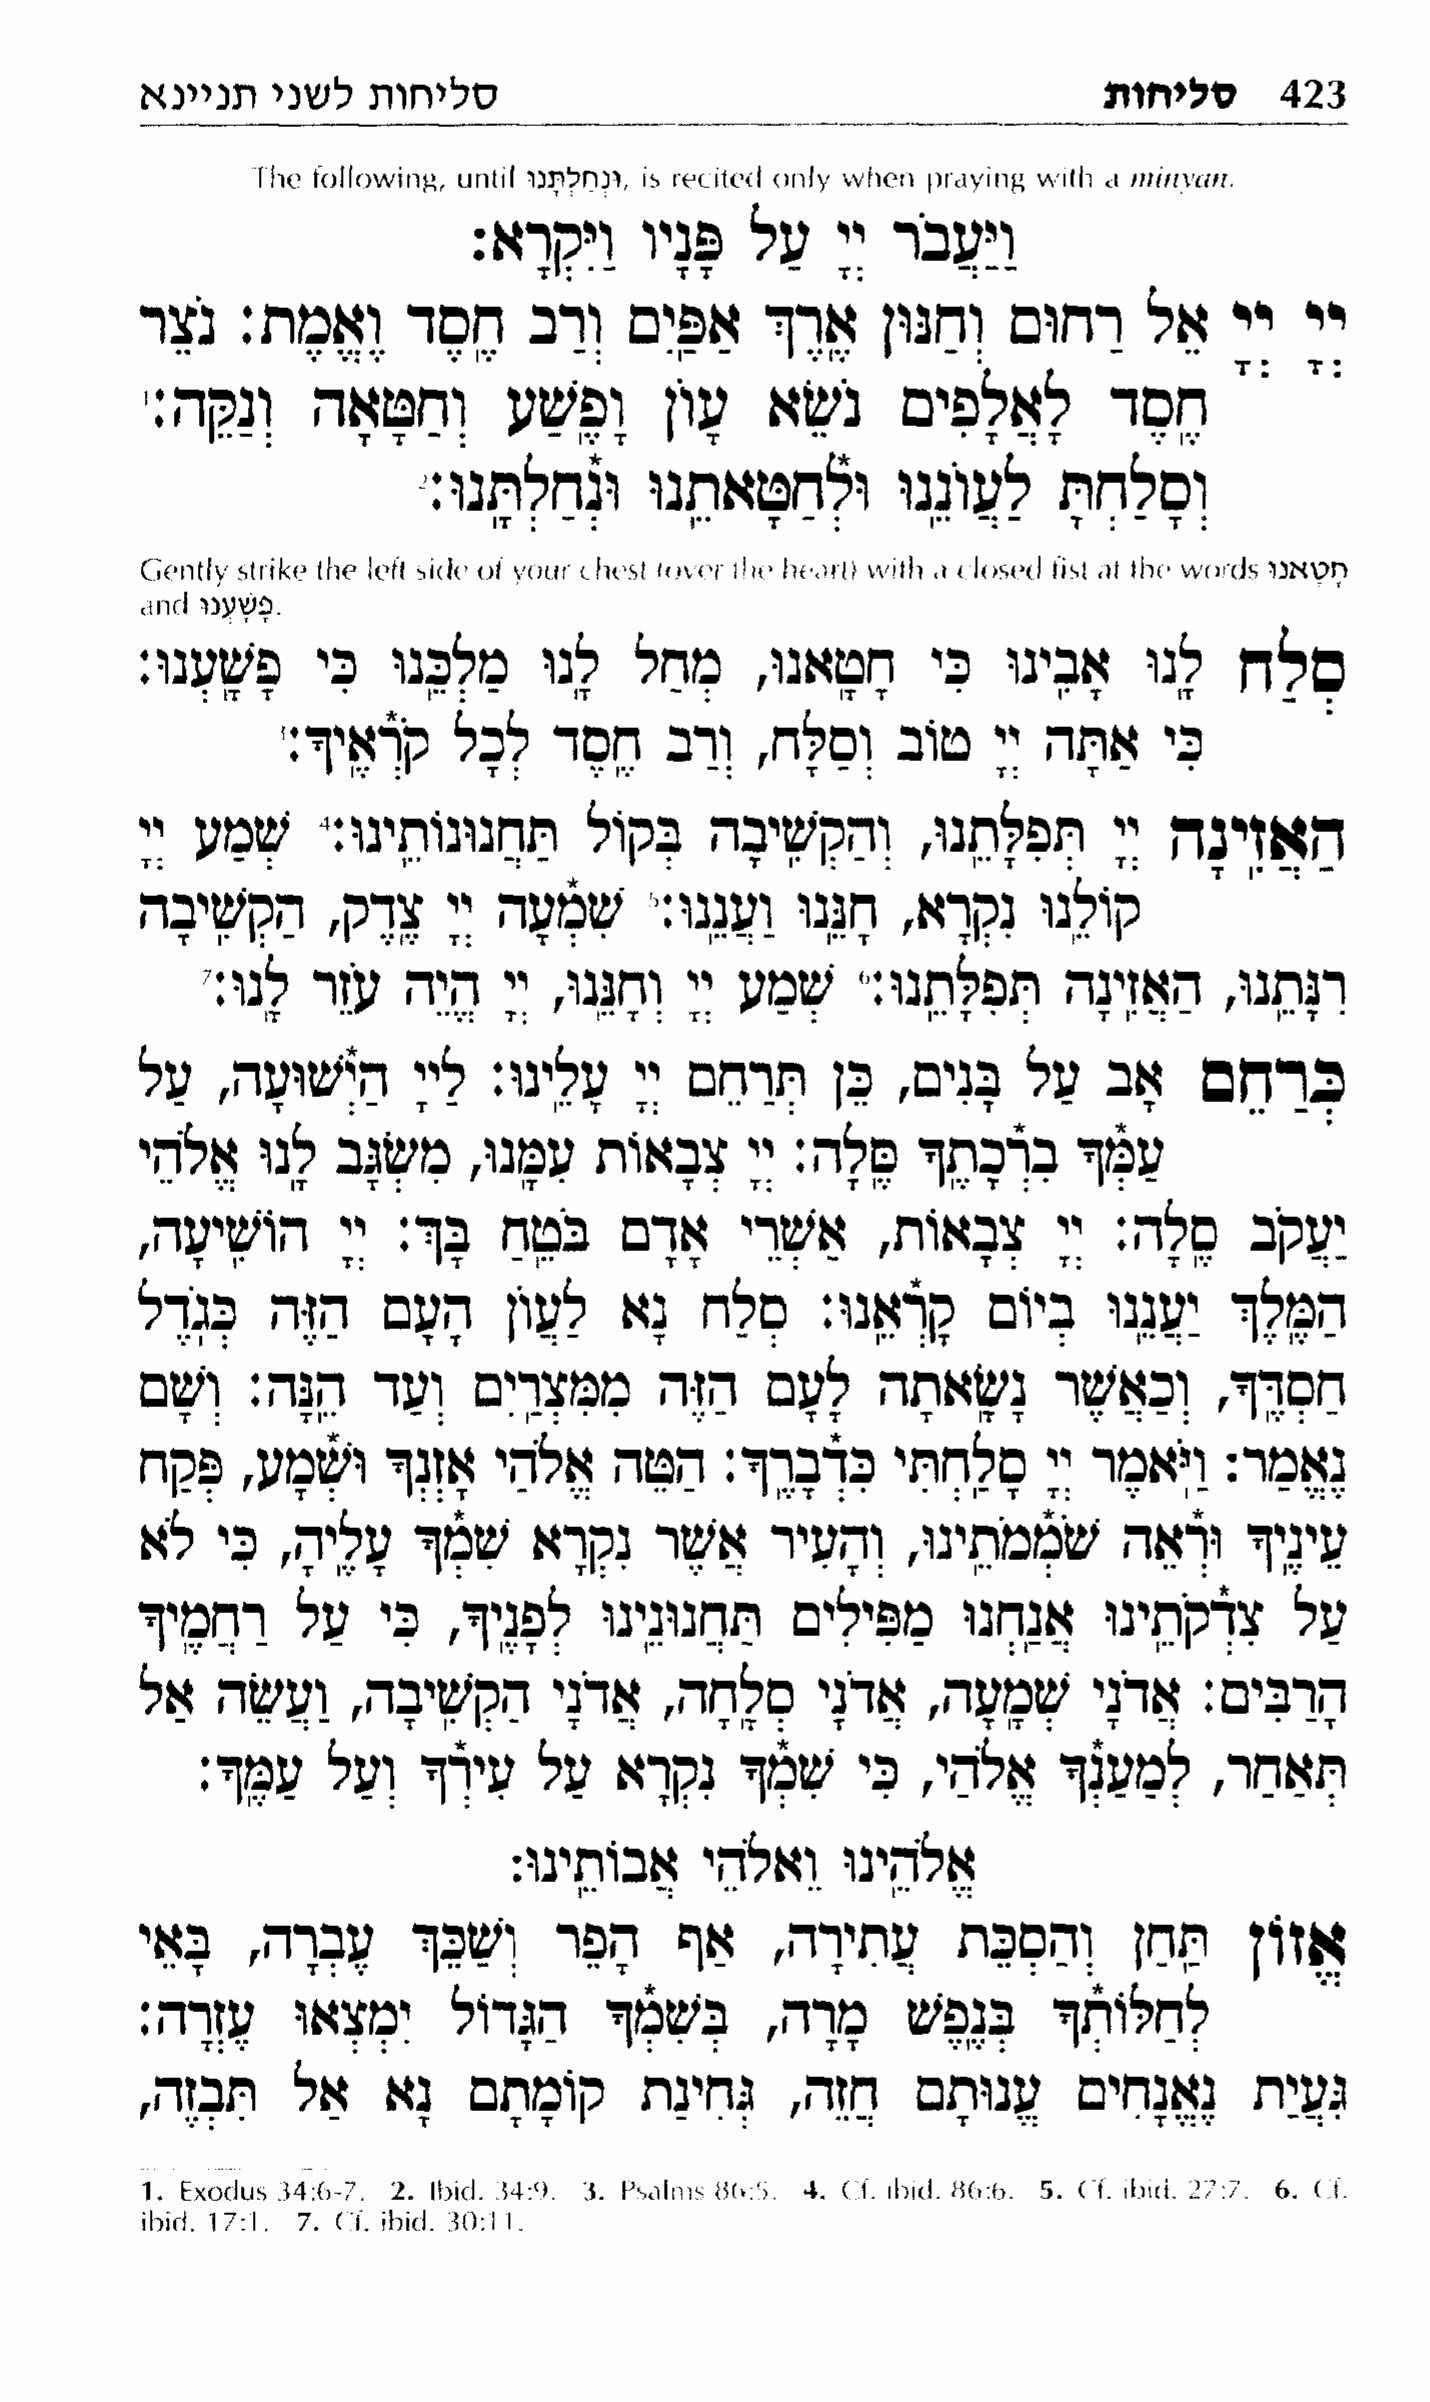 423 סליחות סליחות לשני תניינא
The following, until וּנְחַלְתָּנוּ, is recited only when praying with a minyan.
וַיַּעֲבֹר יְיָ עַל פָּנָיו וַיִּקְרָא:
יְיָ יְיָ אֵל רַחוּם וְחַנּוּן אֶרֶךְ אַפַּיִם וְרַב חֶסֶד וֶאֱמֶת: נֹצֵר
חֶסֶד לָאֲלָפִים נֹשֵׂא עָוֹן וָפֶשַׁע וְחַטָּאָה וְנַקֵּה:¹
וְסָלַחְתָּ לַעֲוֹנֵנוּ וּלְ*חַטָּאתֵנוּ וּנְ*חַלְתָּנוּ:²
Gently strike the left side of your chest (over the heart) with a closed fist at the words חָטָאנוּ
and פָשָׁעְנוּ.
סְלַח לָנוּ אָבִינוּ כִּי חָטָאנוּ, מְחַל לָנוּ מַלְכֵּנוּ כִּי פָשָׁעְנוּ:
כִּי אַתָּה יְיָ טוֹב וְסַלָּח, וְרַב חֶסֶד לְכָל קֹרְ*אֶיךָ:³
הַאֲזִינָה יְיָ תְּפִלָּתֵנוּ, וְהַקְשִׁיבָה בְּקוֹל תַּחֲנוּנוֹתֵינוּ:⁴ שְׁמַע יְיָ
קוֹלֵנוּ נִקְרָא, חָנֵּנוּ וַעֲנֵנוּ:⁵ שִׁמְ*עָה יְיָ צֶדֶק, הַקְשִׁיבָה
רִנָּתֵנוּ, הַאֲזִינָה תְּפִלָּתֵנוּ:⁶ שְׁמַע יְיָ וְחָנֵּנוּ, יְיָ הֱיֵה עֹזֵר לָנוּ:⁷
כְּרַחֵם אָב עַל בָּנִים, כֵּן תְּרַחֵם יְיָ עָלֵינוּ: לַיְיָ הַיְ*שׁוּעָה, עַל
עַמְּ*ךָ בִרְ*כָתֶךָ סֶּלָה: יְיָ צְבָאוֹת עִמָּנוּ, מִשְׂגָּב לָנוּ אֱלֹהֵי
יַעֲקֹב סֶלָה: יְיָ צְבָאוֹת, אַשְׁרֵי אָדָם בֹּטֵחַ בָּךְ: יְיָ הוֹשִׁיעָה,
הַמֶּלֶךְ יַעֲנֵנוּ בְיוֹם קָרְ*אֵנוּ: סְלַח נָא לַעֲוֹן הָעָם הַזֶּה כְּגֹדֶל
חַסְדֶּךָ, וְכַאֲשֶׁר נָשָׂאתָה לָעָם הַזֶּה מִמִּצְרַיִם וְעַד הֵנָּה: וְשָׁם
נֶאֱמַר: וַיֹּאמֶר יְיָ סָלַחְתִּי כִּדְ*בָרֶךָ: הַטֵּה אֱלֹהַי אָזְנְךָ וּשְׁ*מָע, פְּקַח
עֵינֶיךָ וּרְ*אֵה שֹׁמְ*מֹתֵינוּ, וְהָעִיר אֲשֶׁר נִקְרָא שִׁמְ*ךָ עָלֶיהָ, כִּי לֹא
עַל צִדְ*קֹתֵינוּ אֲנַחְנוּ מַפִּילִים תַּחֲנוּנֵינוּ לְפָנֶיךָ, כִּי עַל רַחֲמֶיךָ
הָרַבִּים: אֲדֹנָי שְׁמָעָה, אֲדֹנָי סְלָחָה, אֲדֹנָי הַקְשִׁיבָה, וַעֲשֵׂה אַל
תְּאַחַר, לְמַעַנְ*ךָ אֱלֹהַי, כִּי שִׁמְ*ךָ נִקְרָא עַל עִירְ*ךָ וְעַל עַמֶּךָ:
אֱלֹהֵינוּ וֵאלֹהֵי אֲבוֹתֵינוּ:
אֱזוֹן תַּחַן וְהַסְכֵּת עֲתִירָה, אַף הָפֵר וְשַׁכֵּךְ עֶבְרָה, בָּאֵי
לְחַלּוֹתְ*ךָ בְּנֶפֶשׁ מָרָה, בְּשִׁמְ*ךָ הַגָּדוֹל יִמְצְאוּ עֶזְרָה:
גִּעֲיַת נֶאֱנָחִים עֱנוּתָם חֲזֵה, גְּחִינַת קוֹמָתָם נָא אַל תִּבְזֶה,
1. Exodus 34:6-7. 2. Ibid. 34:9. 3. Psalms 86:5. 4. Cf. ibid. 86:6. 5. Cf. ibid. 27:7. 6. Cf.
ibid. 17:1. 7. Cf. ibid. 30:11.